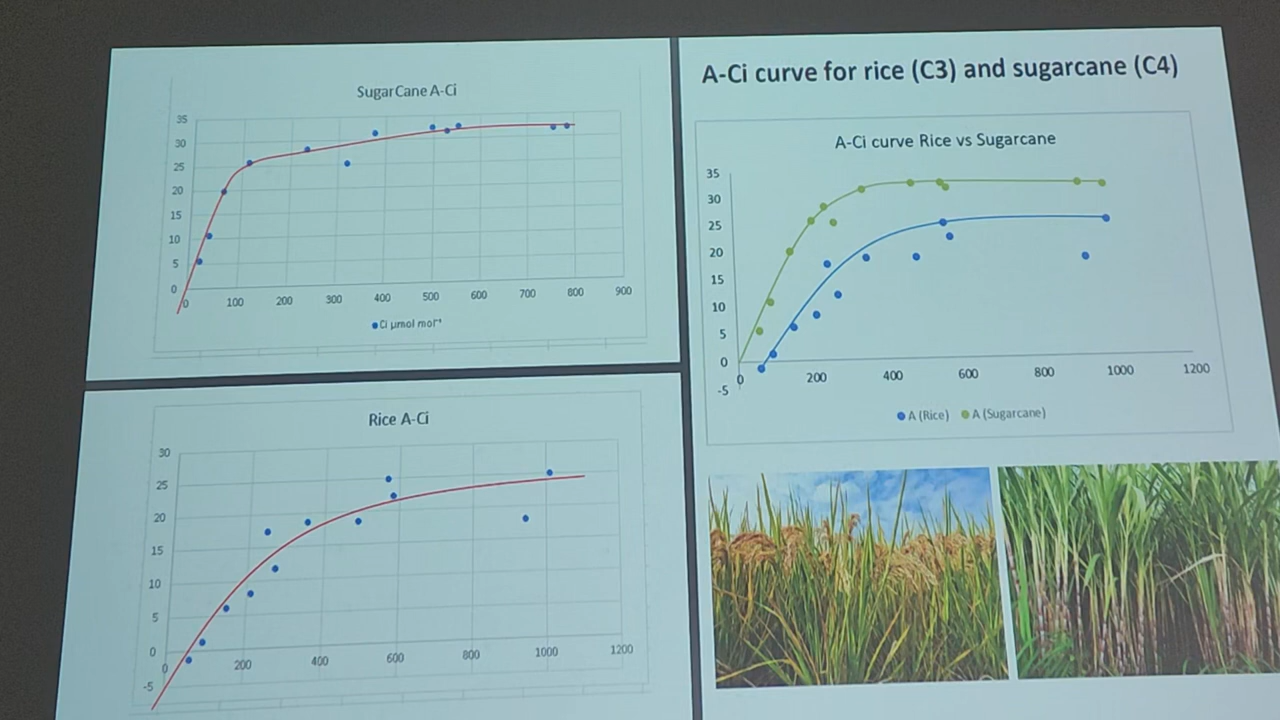 SugarCane A-Ci
35
30
25
20
15
10
5
0
0 100 200 300 400 500 600 700 800 900
Ci µmol mol⁻¹
Rice A-Ci
30
25
20
15
10
5
0
-5
0 200 400 600 800 1000 1200
A-Ci curve for rice (C3) and sugarcane (C4)
A-Ci curve Rice vs Sugarcane
35
30
25
20
15
10
5
0
-5
0 200 400 600 800 1000 1200
A (Rice) A (Sugarcane)